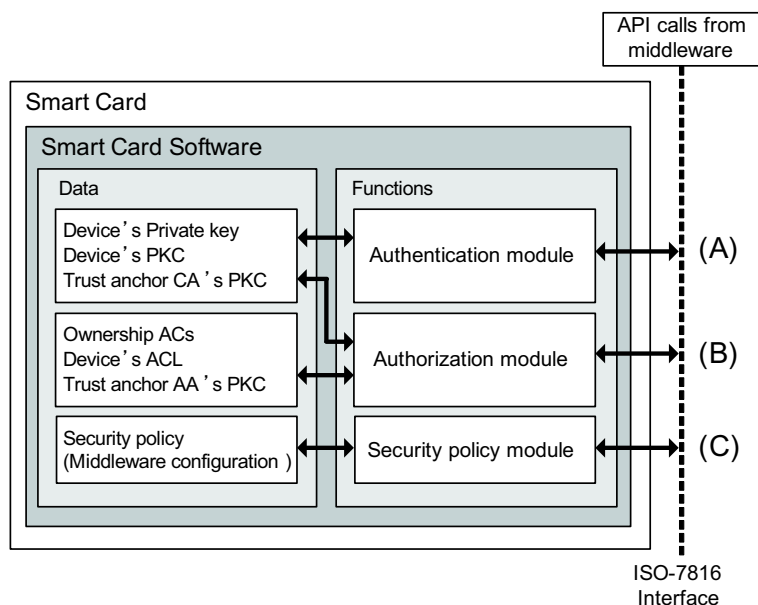 API calls from
middleware
Smart Card
Smart Card Software
Data
Functions
Device's Private key
Device's PKC
Trust anchor CA's PKC
Authentication module
(A)
Ownership ACs
Device's ACL
Trust anchor AA's PKC
Authorization module
(B)
Security policy
(Middleware configuration )
Security policy module
(C)
ISO-7816
Interface